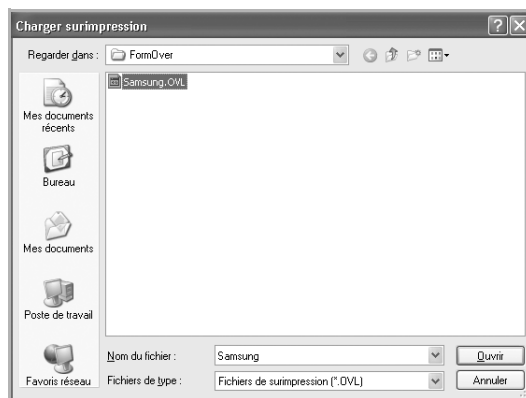 Charger surimpression
Regarder dans :
FormOver
Samsung.OVL
Mes documents
récents
Bureau
Mes documents
Poste de travail
Favoris réseau
Nom du fichier :
Samsung
Ouvrir
Fichiers de type :
Fichiers de surimpression (*.OVL)
Annuler